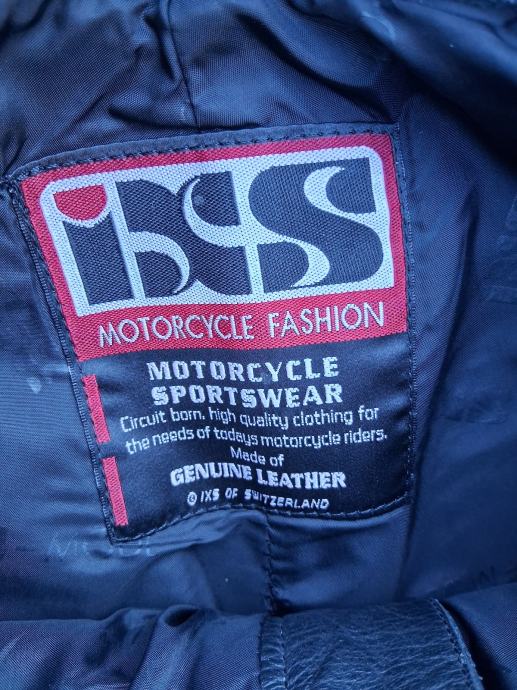 iXS
MOTORCYCLE FASHION
MOTORCYCLE
SPORTSWEAR
Circuit born, high quality clothing for
the needs of todays motorcycle riders.
Made of
GENUINE LEATHER
© IXS OF SWITZERLAND